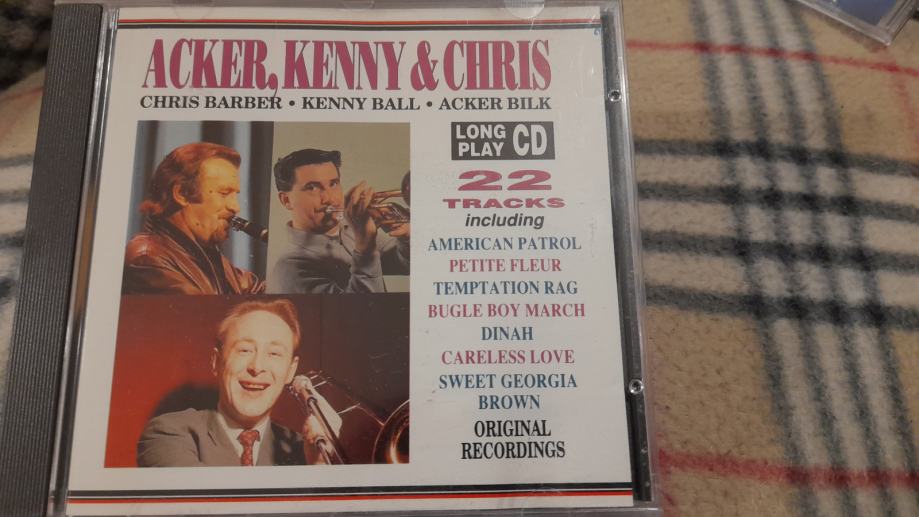 ACKER, KENNY & CHRIS
CHRIS BARBER • KENNY BALL • ACKER BILK
LONG PLAY CD
22
TRACKS
including
AMERICAN PATROL
PETITE FLEUR
TEMPTATION RAG
BUGLE BOY MARCH
DINAH
CARELESS LOVE
SWEET GEORGIA
BROWN
ORIGINAL
RECORDINGS